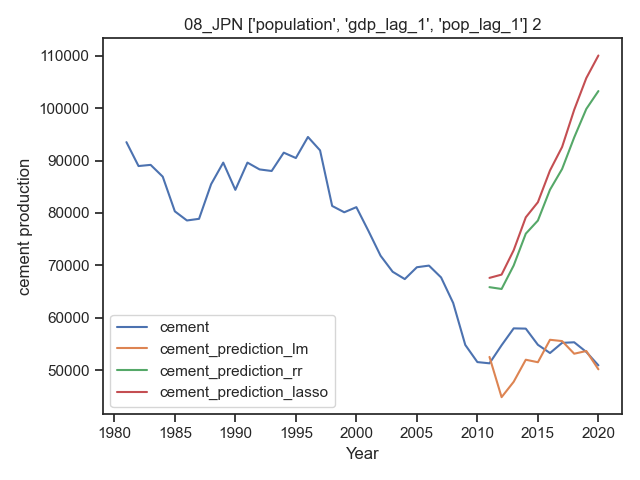 08_JPN ['population', 'gdp_lag_1', 'pop_lag_1'] 2
110000
100000
90000
80000
70000
60000
50000
cement production
cement
cement_prediction_lm
cement_prediction_rr
cement_prediction_lasso
1980 1985 1990 1995 2000 2005 2010 2015 2020
Year